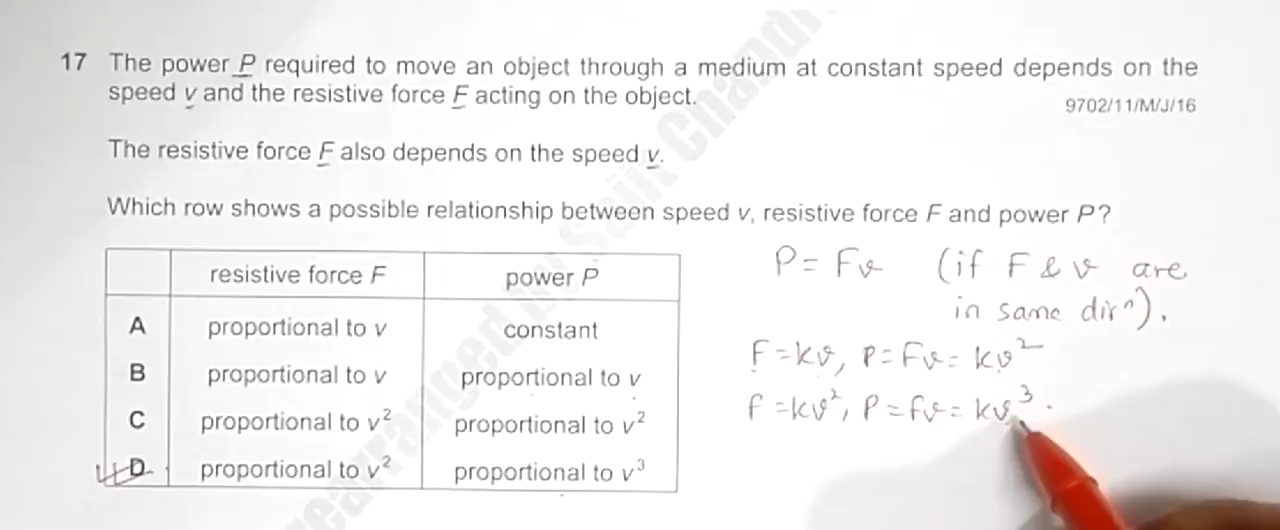 17 The power P required to move an object through a medium at constant speed depends on the
speed v and the resistive force F acting on the object.
9702/11/M/J/16
The resistive force F also depends on the speed v.
Which row shows a possible relationship between speed v, resistive force F and power P?
resistive force F power P
A proportional to v constant
B proportional to v proportional to v
C proportional to v² proportional to v²
D proportional to v² proportional to v³
P = Fv (if F & v are
in same dirⁿ).
F = kv, P = Fv = kv²
f = kv², P = fv = kv³.